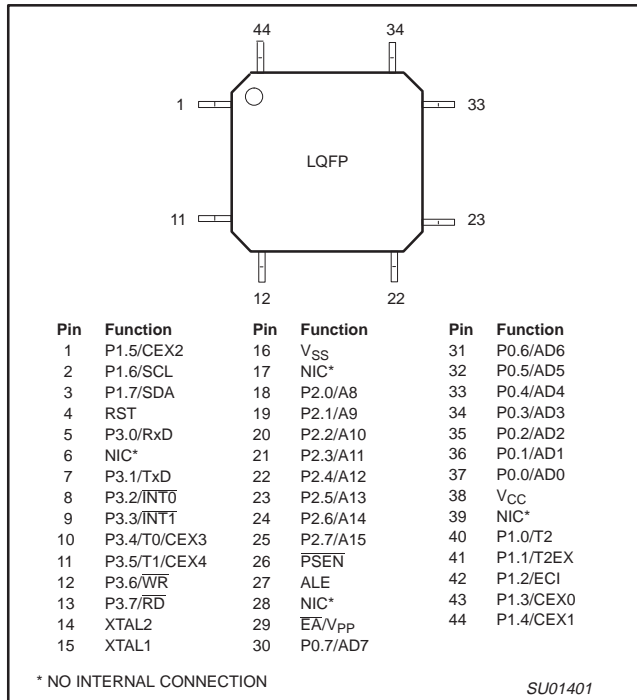 44 34
1 33
LQFP
11 23
12 22
Pin Function Pin Function Pin Function
1 P1.5/CEX2 16 VSS 31 P0.6/AD6
2 P1.6/SCL 17 NIC* 32 P0.5/AD5
3 P1.7/SDA 18 P2.0/A8 33 P0.4/AD4
4 RST 19 P2.1/A9 34 P0.3/AD3
5 P3.0/RxD 20 P2.2/A10 35 P0.2/AD2
6 NIC* 21 P2.3/A11 36 P0.1/AD1
7 P3.1/TxD 22 P2.4/A12 37 P0.0/AD0
8 P3.2/I̅N̅T̅0̅ 23 P2.5/A13 38 VCC
9 P3.3/I̅N̅T̅1̅ 24 P2.6/A14 39 NIC*
10 P3.4/T0/CEX3 25 P2.7/A15 40 P1.0/T2
11 P3.5/T1/CEX4 26 P̅S̅E̅N̅ 41 P1.1/T2EX
12 P3.6/W̅R̅ 27 ALE 42 P1.2/ECI
13 P3.7/R̅D̅ 28 NIC* 43 P1.3/CEX0
14 XTAL2 29 E̅A̅/VPP 44 P1.4/CEX1
15 XTAL1 30 P0.7/AD7
* NO INTERNAL CONNECTION
SU01401